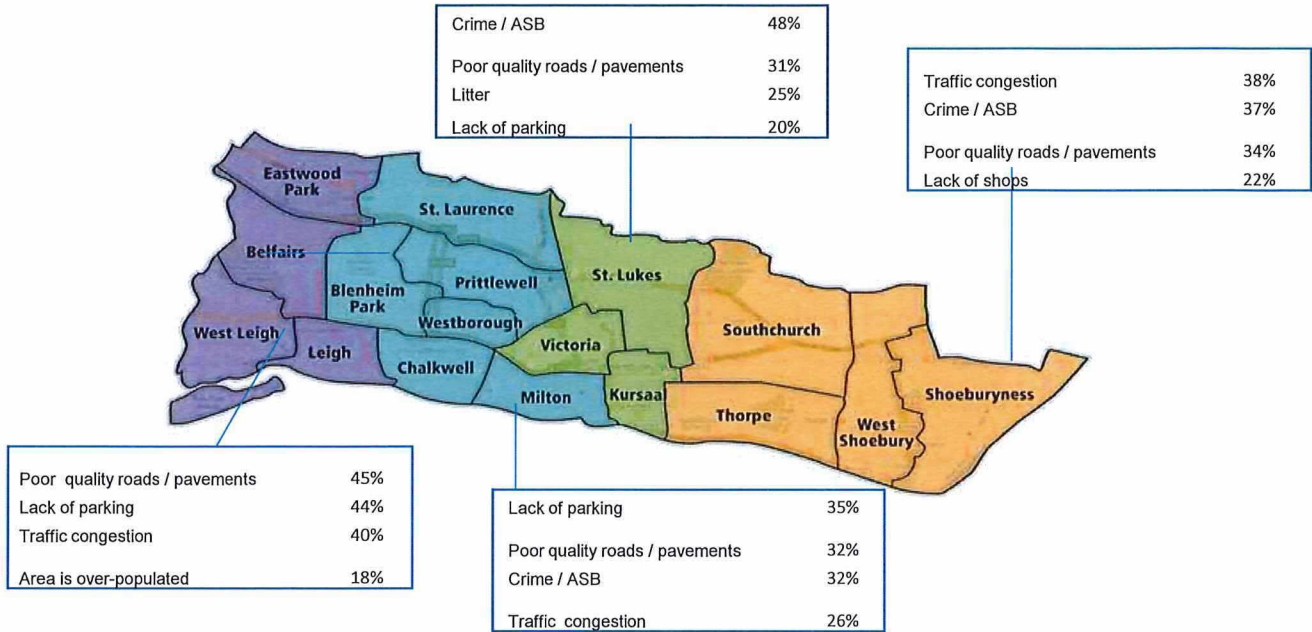 Crime / ASB 48%
Poor quality roads / pavements 31%
Litter 25%
Lack of parking 20%
Traffic congestion 38%
Crime / ASB 37%
Poor quality roads / pavements 34%
Lack of shops 22%
Eastwood
Park
St. Laurence
Belfairs
St. Lukes
Prittlewell
Blenheim
Park
Westborough
Southchurch
West Leigh
Leigh
Victoria
Chalkwell
Milton
Kursaal
Shoeburyness
Thorpe
West
Shoebury
Poor quality roads / pavements 45%
Lack of parking 44%
Traffic congestion 40%
Area is over-populated 18%
Lack of parking 35%
Poor quality roads / pavements 32%
Crime / ASB 32%
Traffic congestion 26%